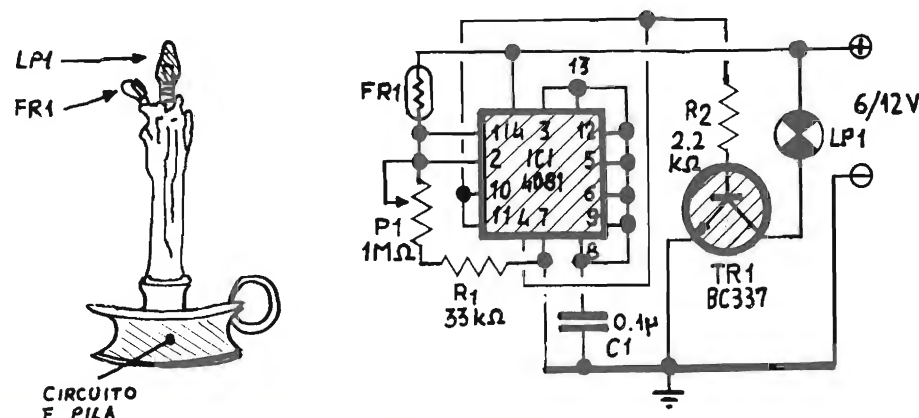 LP1
FR1
CIRCUITO
E PILA
+
13
FR1
6/12V
R2
2.2
kΩ
LP1
1 14 3 12
2 IC1 5
4081
10 6
11 4 7 9
8
−
P1
1MΩ
R1
33kΩ
TR1
BC337
0.1µ
C1